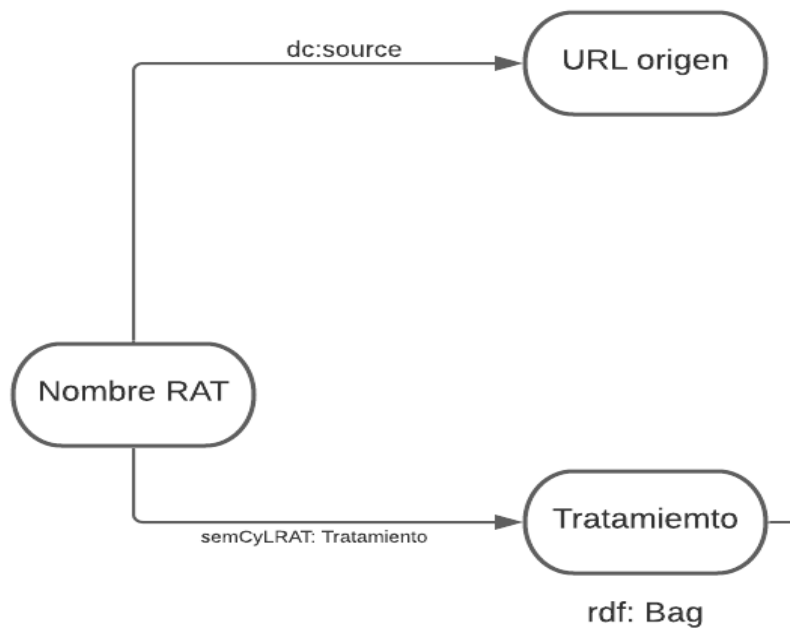 dc:source
URL origen
Nombre RAT
semCyLRAT: Tratamiento
Tratamiemto
rdf: Bag